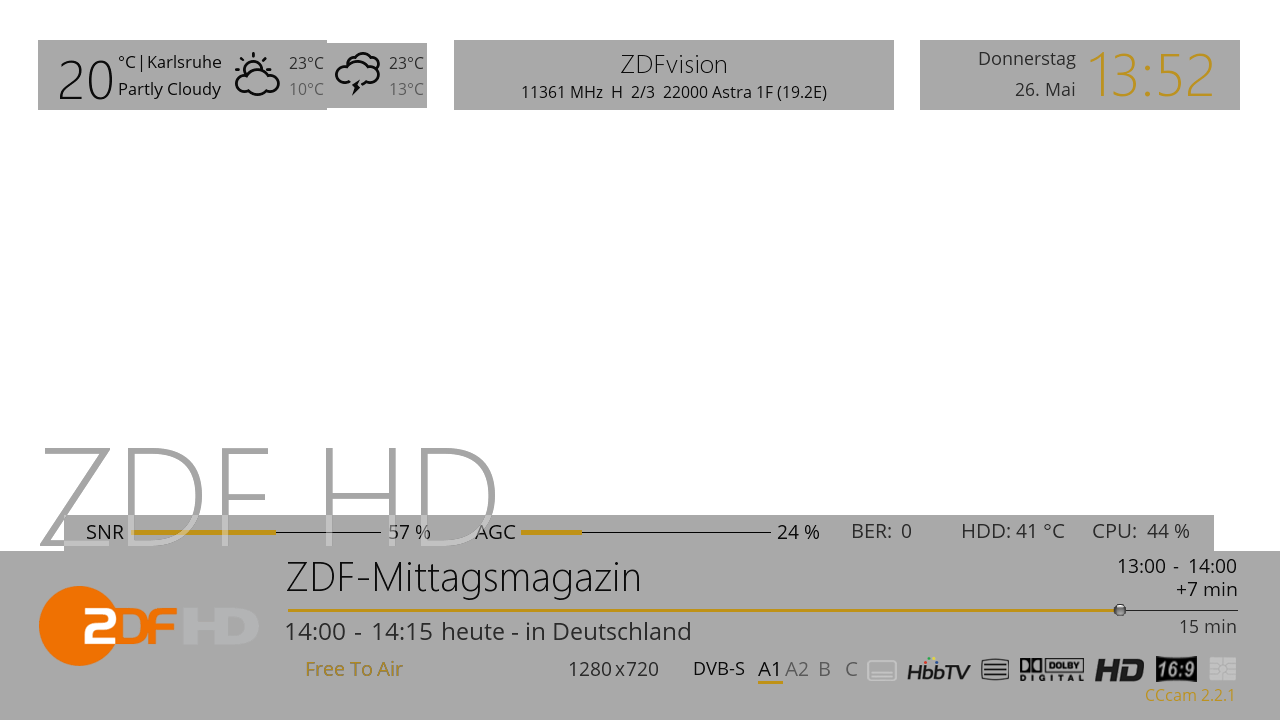 20 °C|Karlsruhe 23°C 23°C
Partly Cloudy 10°C 13°C
ZDFvision
11361 MHz H 2/3 22000 Astra 1F (19.2E)
Donnerstag 13:52
26. Mai
ZDF HD
SNR 57 % AGC 24 % BER: 0 HDD: 41 °C CPU: 44 %
ZDF HD
ZDF-Mittagsmagazin 13:00 - 14:00
+7 min
14:00 - 14:15 heute - in Deutschland 15 min
Free To Air 1280x720 DVB-S A1 A2 B C HbbTV DOLBY DIGITAL HD 16:9
CCcam 2.2.1